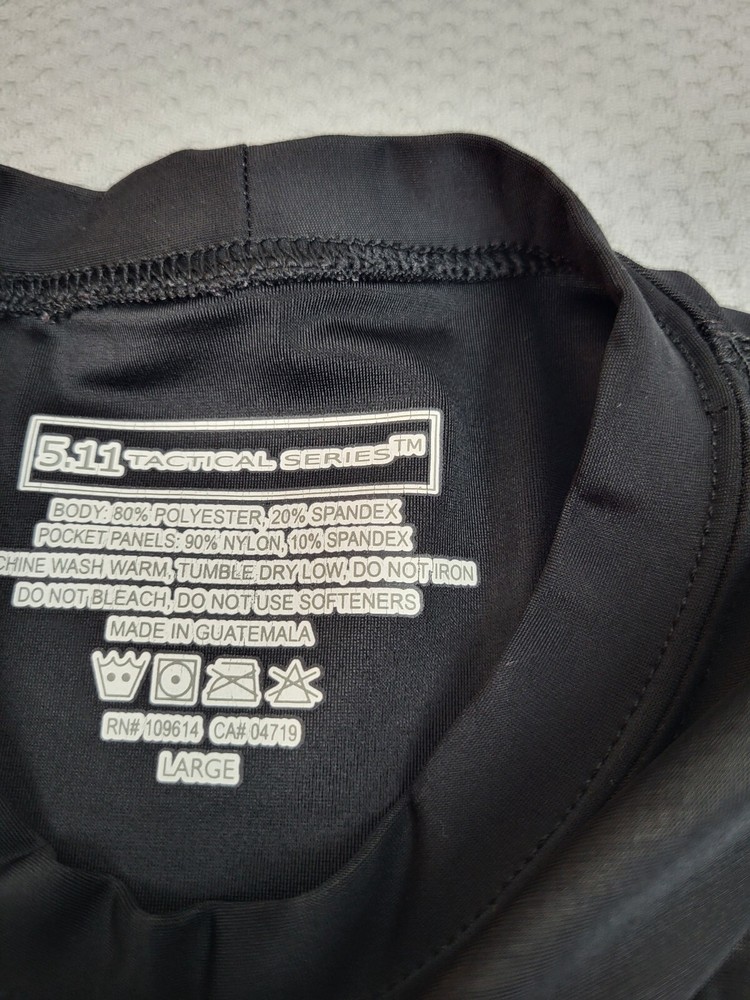 5.11 TACTICAL SERIES™
BODY: 80% POLYESTER, 20% SPANDEX
POCKET PANELS: 90% NYLON, 10% SPANDEX
CHINE WASH WARM, TUMBLE DRY LOW, DO NOT IRON
DO NOT BLEACH, DO NOT USE SOFTENERS
MADE IN GUATEMALA
RN# 109614 CA# 04719
LARGE